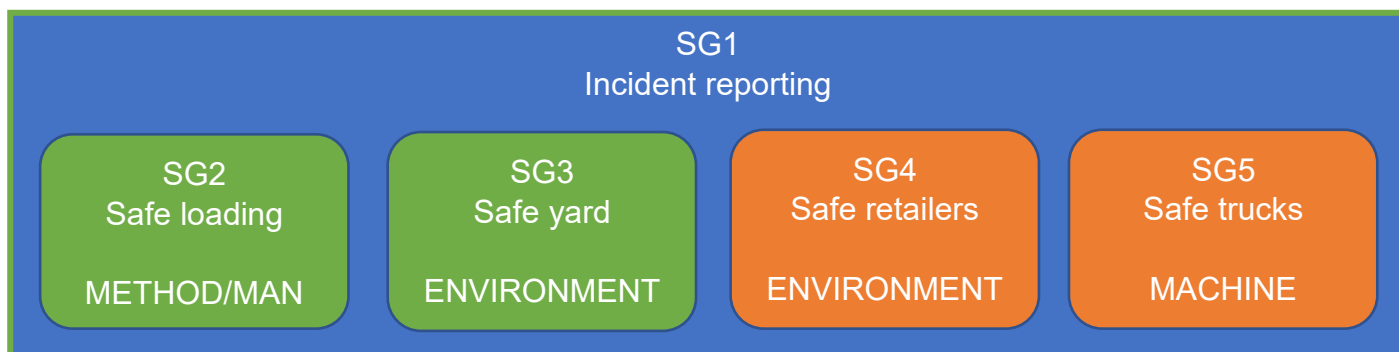 SG1
Incident reporting
SG2
Safe loading
METHOD/MAN
SG3
Safe yard
ENVIRONMENT
SG4
Safe retailers
ENVIRONMENT
SG5
Safe trucks
MACHINE